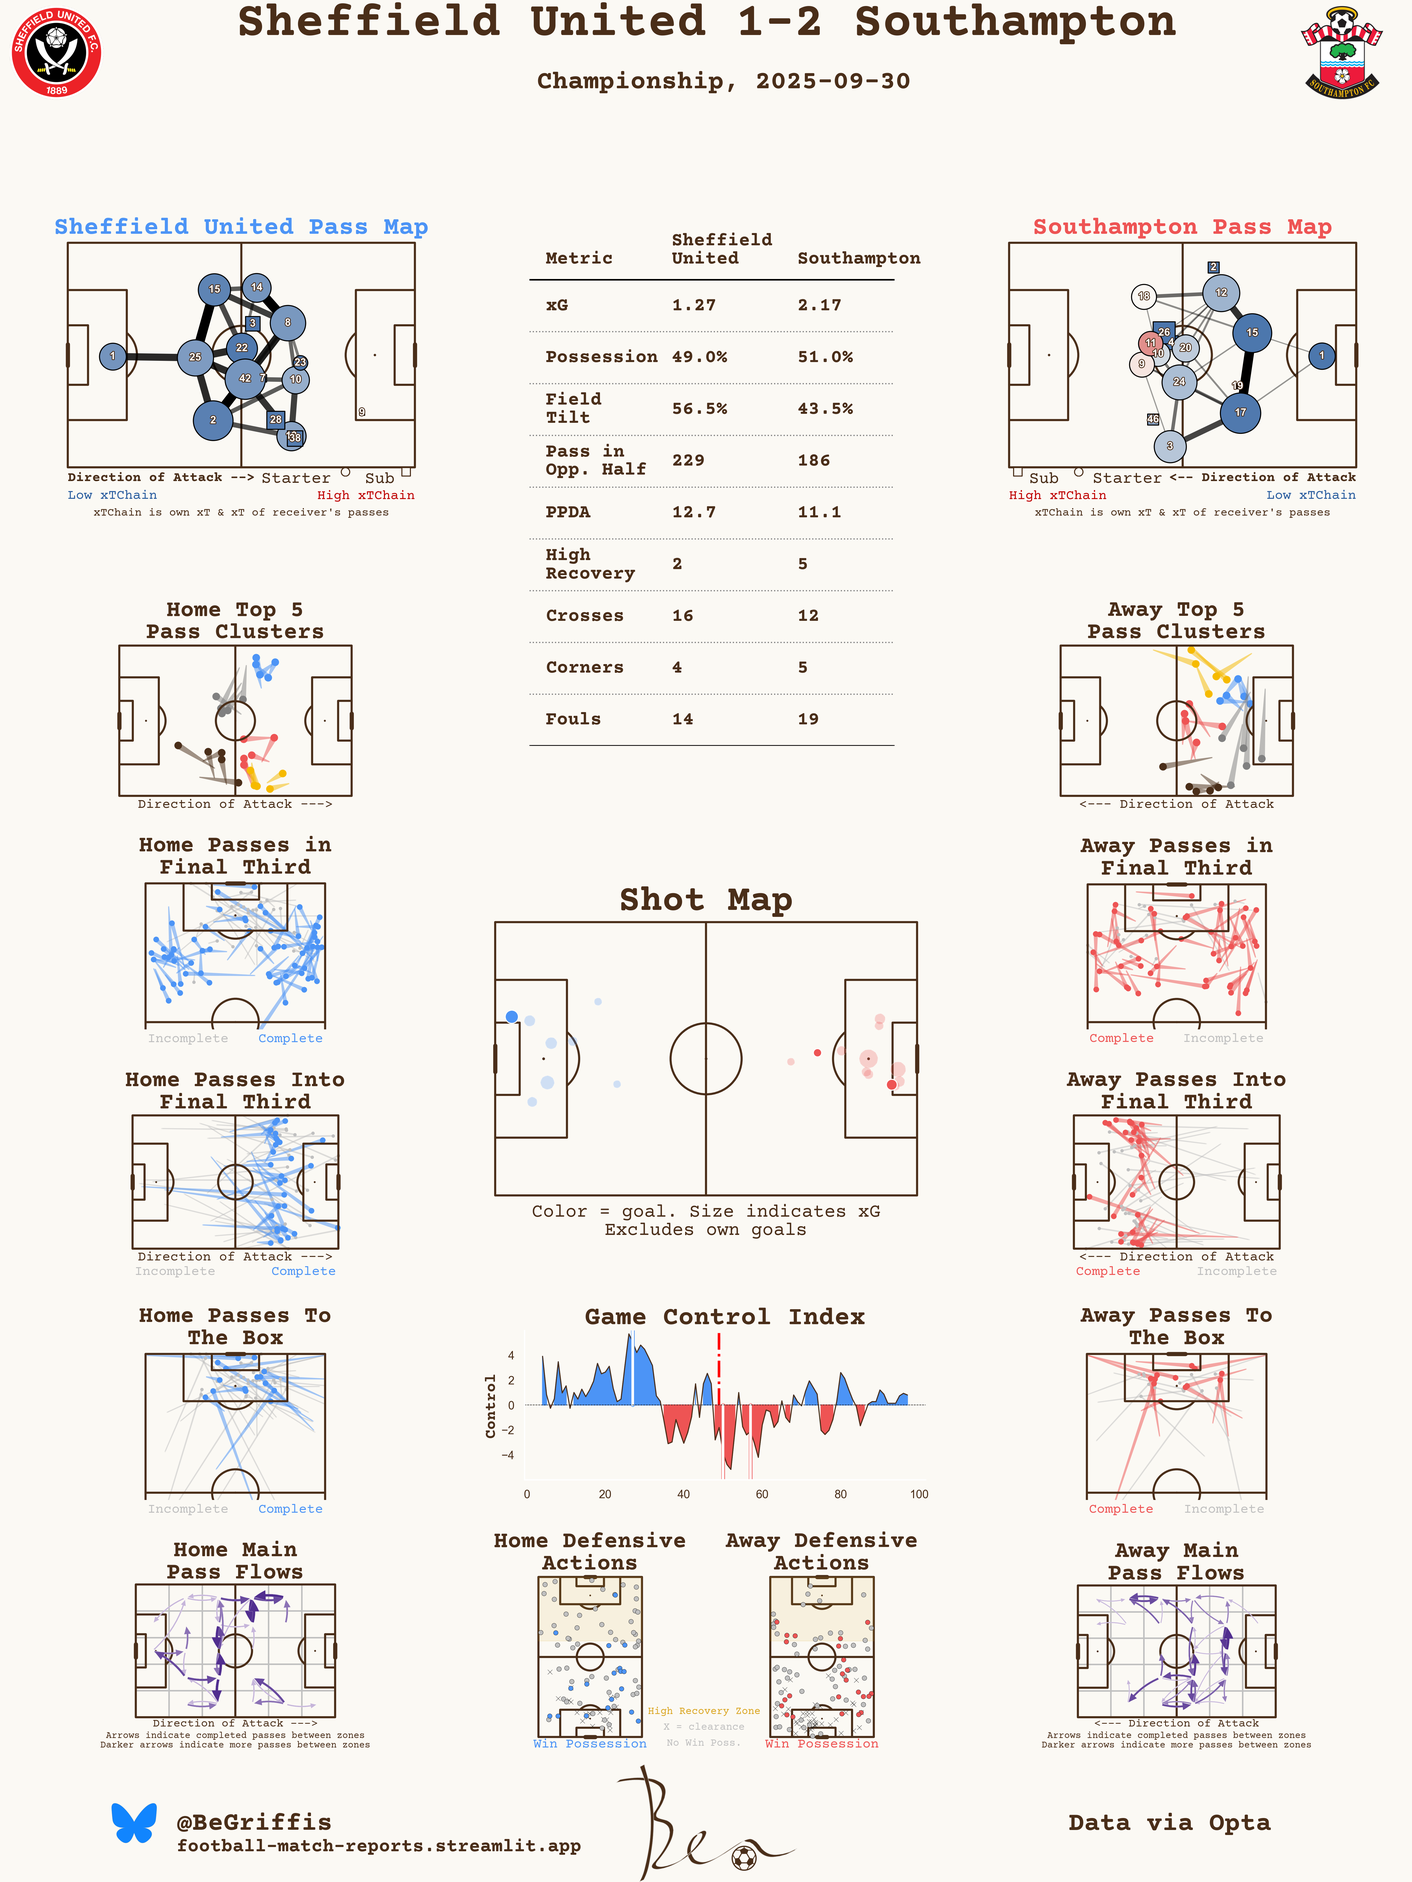 Sheffield United 1-2 Southampton
Championship, 2025-09-30
SHEFFIELD UNITED F.C.
1889
SOUTHAMPTON FC
Sheffield United Pass Map
15
14
8
3
22
1
25
42
7
23
10
2
28
38
9
Direction of Attack --> Starter Sub
Low xTChain High xTChain
xTChain is own xT & xT of receiver's passes
Metric Sheffield United Southampton
xG 1.27 2.17
Possession 49.0% 51.0%
Field Tilt 56.5% 43.5%
Pass in Opp. Half 229 186
PPDA 12.7 11.1
High Recovery 2 5
Crosses 16 12
Corners 4 5
Fouls 14 19
Southampton Pass Map
2
18
12
26
15
11
4
20
10
1
9
24
19
17
46
3
Sub Starter <-- Direction of Attack
High xTChain Low xTChain
xTChain is own xT & xT of receiver's passes
Home Top 5
Pass Clusters
Direction of Attack --->
Away Top 5
Pass Clusters
<--- Direction of Attack
Home Passes in
Final Third
Incomplete Complete
Away Passes in
Final Third
Complete Incomplete
Shot Map
Color = goal. Size indicates xG
Excludes own goals
Home Passes Into
Final Third
Direction of Attack --->
Incomplete Complete
Away Passes Into
Final Third
<--- Direction of Attack
Complete Incomplete
Home Passes To
The Box
Incomplete Complete
Game Control Index
Control
4
2
0
−2
−4
0 20 40 60 80 100
Away Passes To
The Box
Complete Incomplete
Home Main
Pass Flows
Direction of Attack --->
Arrows indicate completed passes between zones
Darker arrows indicate more passes between zones
Home Defensive
Actions
Win Possession
Away Defensive
Actions
Win Possession
High Recovery Zone
X = clearance
No Win Poss.
Away Main
Pass Flows
<--- Direction of Attack
Arrows indicate completed passes between zones
Darker arrows indicate more passes between zones
@BeGriffis
football-match-reports.streamlit.app
Ben
Data via Opta